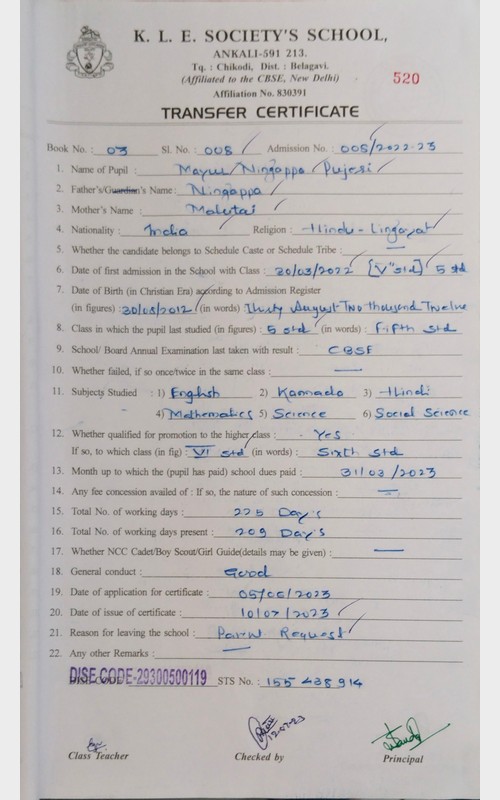 K. L. E. SOCIETY'S SCHOOL,
ANKALI-591 213.
Tq. : Chikodi, Dist. : Belagavi.
(Affiliated to the CBSE, New Delhi)
520
Affiliation No. 830391
TRANSFER CERTIFICATE
Book No. : 03 Sl. No. : 008 Admission No. : 008/2022-23
1. Name of Pupil : Mayur Ningappa Pujeri
2. Father's/Guardian's Name : Ningappa
3. Mother's Name : Malutai
4. Nationality : India Religion : Hindu - Lingayat
5. Whether the candidate belongs to Schedule Caste or Schedule Tribe : —
6. Date of first admission in the School with Class : 30/03/2022 [V" std] 5 std
7. Date of Birth (in Christian Era) according to Admission Register
(in figures) : 30/08/2012 (in words) Thirty August Two thousand Twelve
8. Class in which the pupil last studied (in figures) : 5 std (in words) : Fifth Std
9. School/ Board Annual Examination last taken with result : CBSE
10. Whether failed, if so once/twice in the same class : —
11. Subjects Studied : 1) English 2) Kannada 3) Hindi
4) Mathematics 5) Science 6) Social Science
12. Whether qualified for promotion to the higher class : Yes
If so, to which class (in fig) : VI std (in words) : Sixth Std
13. Month up to which the (pupil has paid) school dues paid : 31/03/2023
14. Any fee concession availed of : If so, the nature of such concession : —
15. Total No. of working days : 225 Day's
16. Total No. of working days present : 209 Day's
17. Whether NCC Cadet/Boy Scout/Girl Guide(details may be given) : —
18. General conduct : Good
19. Date of application for certificate : 05/06/2023
20. Date of issue of certificate : 10/07/2023
21. Reason for leaving the school : Parent Request
22. Any other Remarks : —
DISE CODE-29300500119 STS No. : 155 438 914
12-07-23
Class Teacher Checked by Principal